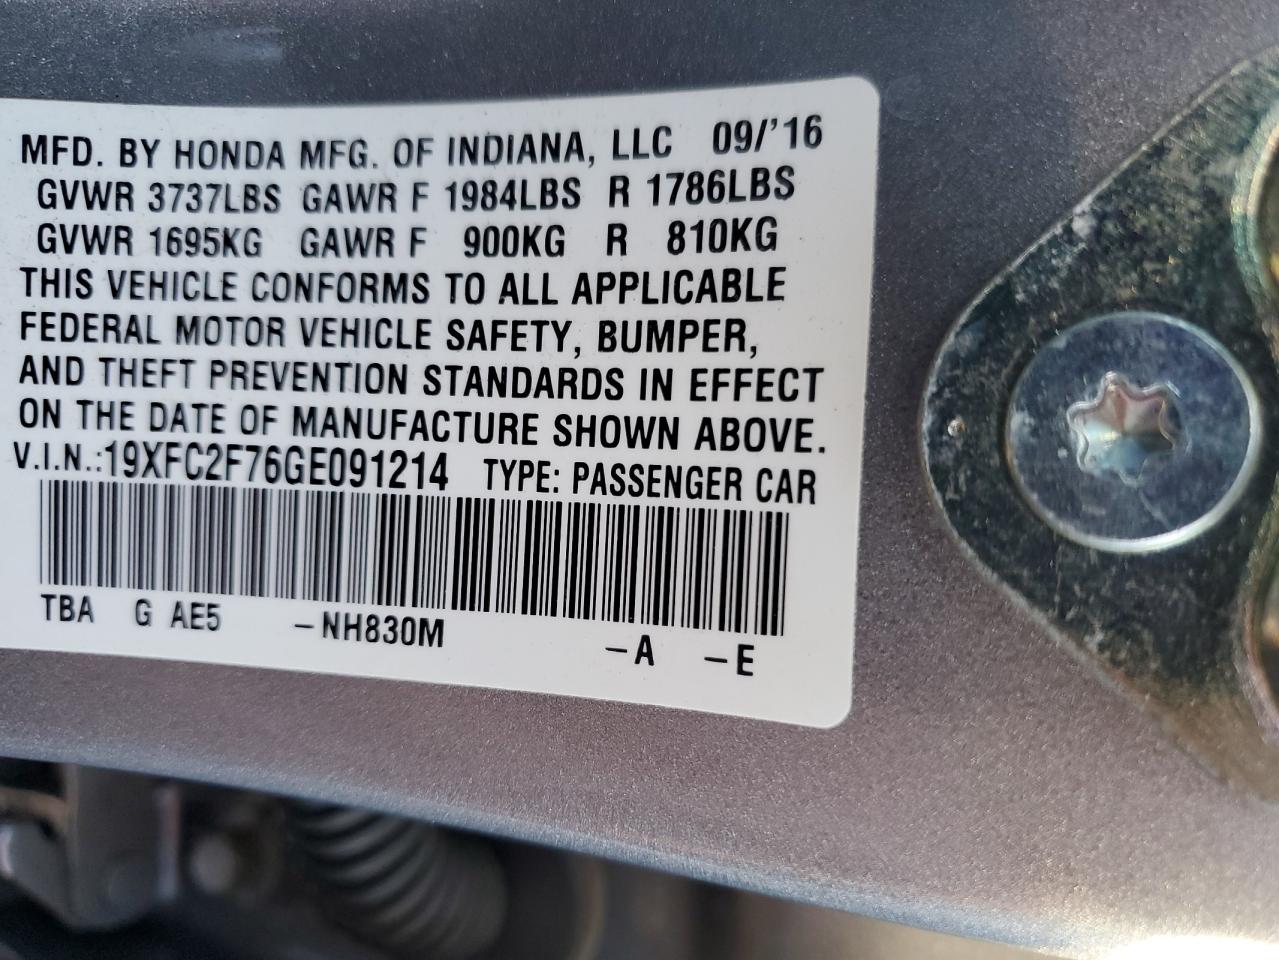 MFD. BY HONDA MFG. OF INDIANA, LLC 09/'16
GVWR 3737LBS GAWR F 1984LBS R 1786LBS
GVWR 1695KG GAWR F 900KG R 810KG
THIS VEHICLE CONFORMS TO ALL APPLICABLE
FEDERAL MOTOR VEHICLE SAFETY, BUMPER,
AND THEFT PREVENTION STANDARDS IN EFFECT
ON THE DATE OF MANUFACTURE SHOWN ABOVE.
V.I.N.:19XFC2F76GE091214 TYPE: PASSENGER CAR
TBA G AE5 -NH830M -A -E